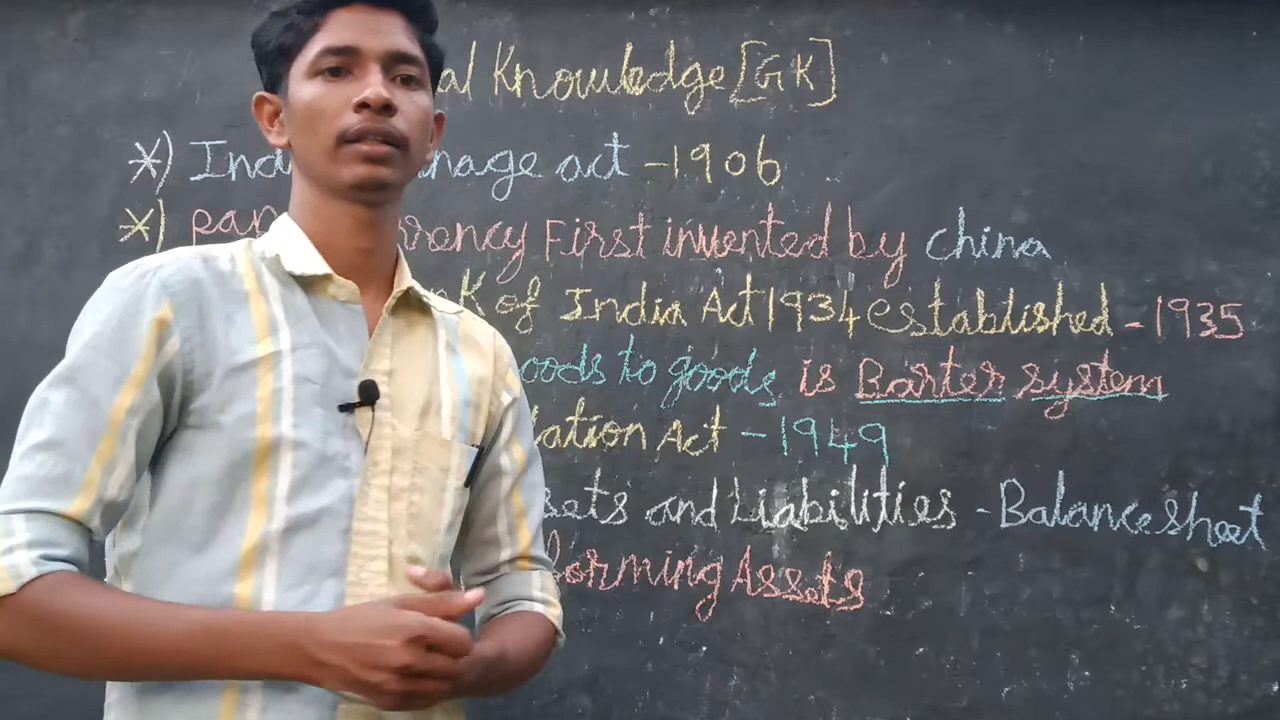 al Knowledge [GK]
*) Ind nage act - 1906
*) pap rrency First invented by china
K of India Act 1934 established - 1935
oods to goods is Barter system
lation Act - 1949
sets and Liabilities - Balance sheet
forming Assets